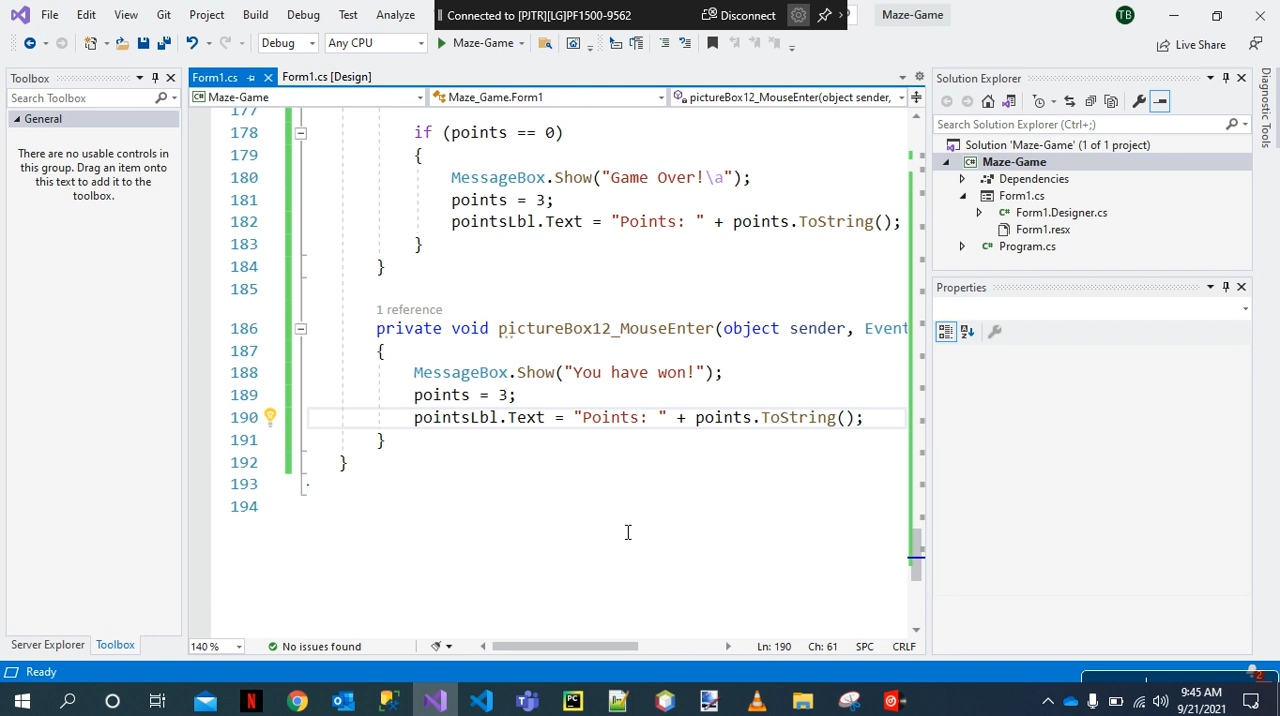 File Edit View Git Project Build Debug Test Analyze Connected to [PJTR][LG]PF1500-9562 Disconnect Maze-Game TB
Debug Any CPU Maze-Game Live Share
Toolbox
Search Toolbox
General
There are no usable controls in
this group. Drag an item onto
this text to add it to the
toolbox.
Server Explorer Toolbox
Form1.cs Form1.cs [Design]
Maze-Game Maze_Game.Form1 pictureBox12_MouseEnter(object sender,
177
178 if (points == 0)
179 {
180 MessageBox.Show("Game Over!\a");
181 points = 3;
182 pointsLbl.Text = "Points: " + points.ToString();
183 }
184 }
185
1 reference
186 private void pictureBox12_MouseEnter(object sender, Event
187 {
188 MessageBox.Show("You have won!");
189 points = 3;
190 pointsLbl.Text = "Points: " + points.ToString();
191 }
192 }
193
194
140 % No issues found Ln: 190 Ch: 61 SPC CRLF
Solution Explorer
Search Solution Explorer (Ctrl+;)
Solution 'Maze-Game' (1 of 1 project)
Maze-Game
Dependencies
Form1.cs
Form1.Designer.cs
Form1.resx
Program.cs
Properties
Diagnostic Tools
Ready 2
9:45 AM
9/21/2021